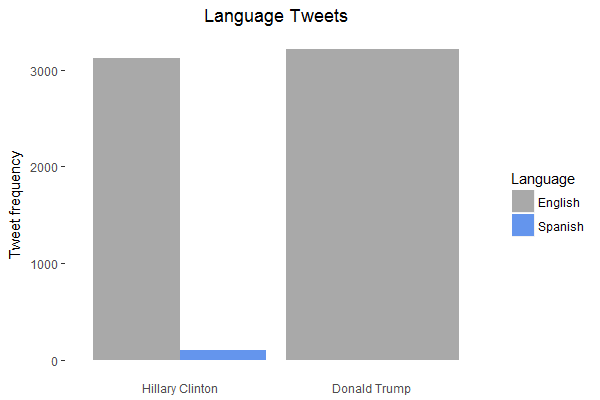 Language Tweets
3000
2000
1000
0
Tweet frequency
Hillary Clinton
Donald Trump
Language
English
Spanish